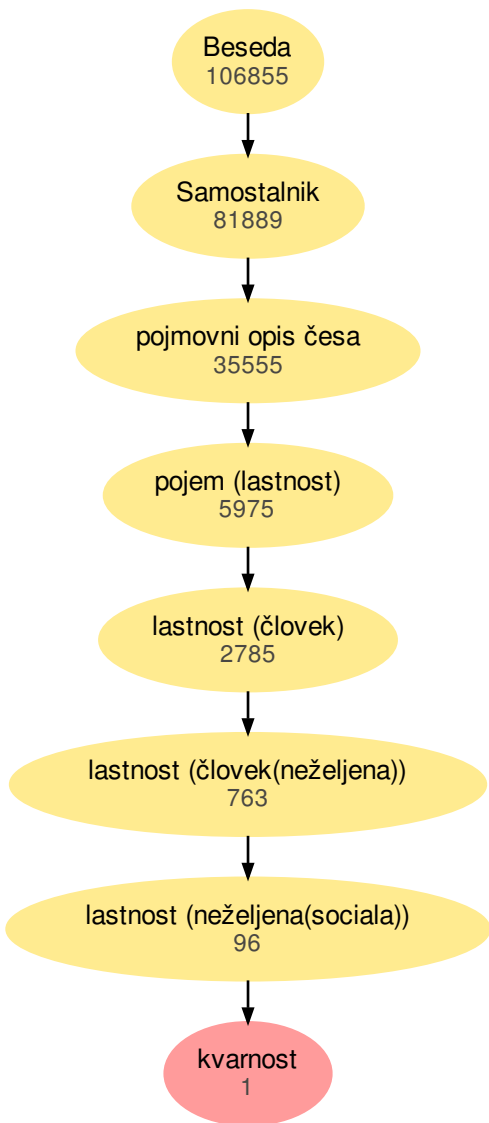 Beseda
106855
Samostalnik
81889
pojmovni opis česa
35555
pojem (lastnost)
5975
lastnost (človek)
2785
lastnost (človek(neželjena))
763
lastnost (neželjena(sociala))
96
kvarnost
1